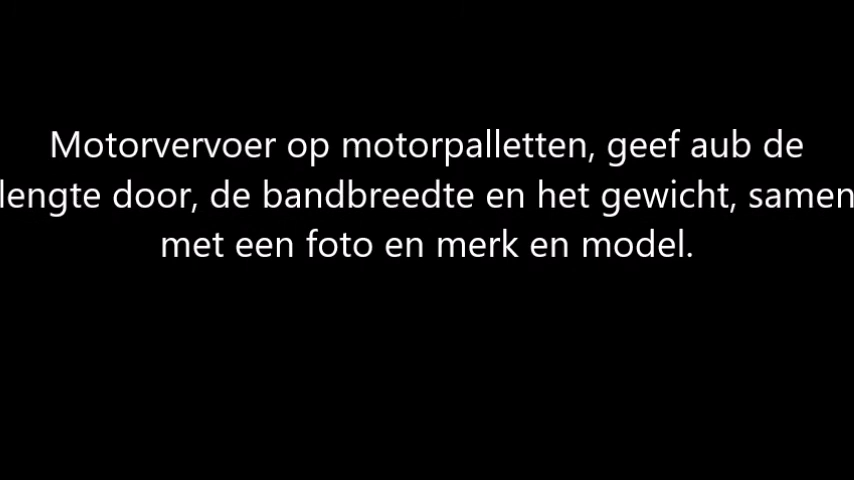 Motorvervoer op motorpalletten, geef aub de
lengte door, de bandbreedte en het gewicht, samen
met een foto en merk en model.